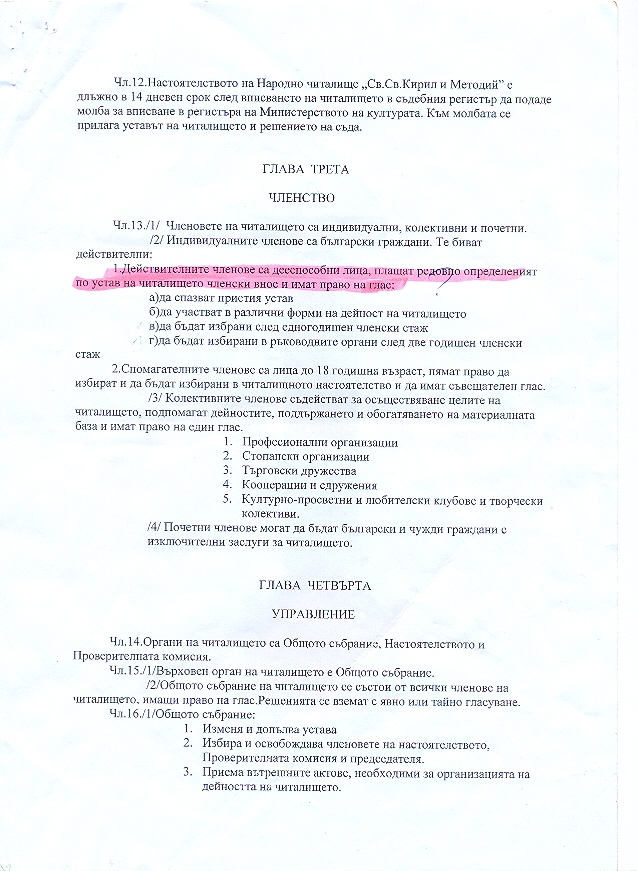 Чл.12.Настоятелството на Народно читалище „Св.Св.Кирил и Методий” е
длъжно в 14 дневен срок след вписването на читалището в съдебния регистър да подаде
молба за вписване в регистъра на Министерството на културата. Към молбата се
прилага уставът на читалището и решението на съда.
ГЛАВА ТРЕТА
ЧЛЕНСТВО
Чл.13./1/ Членовете на читалището са индивидуални, колективни и почетни.
/2/ Индивидуалните членове са български граждани. Те биват
действителни:
1.Действителните членове са дееспособни лица, плащат редовно определеният
по устав на читалището членски внос и имат право на глас:
а)да спазват приетия устав
б)да участват в различни форми на дейност на читалището
в)да бъдат избрани след едногодишен членски стаж
г)да бъдат избирани в ръководните органи след две годишен членски
стаж
2.Спомагателните членове са лица до 18 годишна възраст, нямат право да
избират и да бъдат избирани в читалищното настоятелство и да имат съвещателен глас.
/3/ Колективните членове съдействат за осъществяване целите на
читалището, подпомагат дейностите, поддържането и обогатяването на материалната
база и имат право на един глас.
1. Професионални организации
2. Стопански организации
3. Търговски дружества
4. Кооперации и сдружения
5. Културно-просветни и любителски клубове и творчески
колективи.
/4/ Почетни членове могат да бъдат български и чужди граждани с
изключителни заслуги за читалището.
ГЛАВА ЧЕТВЪРТА
УПРАВЛЕНИЕ
Чл.14.Органи на читалището са Общото събрание, Настоятелството и
Проверителната комисия.
Чл.15./1/Върховен орган на читалището е Общото събрание.
/2/Общото събрание на читалището се състои от всички членове на
читалището, имащи право на глас.Решенията се вземат с явно или тайно гласуване.
Чл.16./1/Общото събрание:
1. Изменя и допълва устава
2. Избира и освобождава членовете на настоятелството,
Проверителната комисия и председателя.
3. Приема вътрешните актове, необходими за организацията на
дейността на читалището.